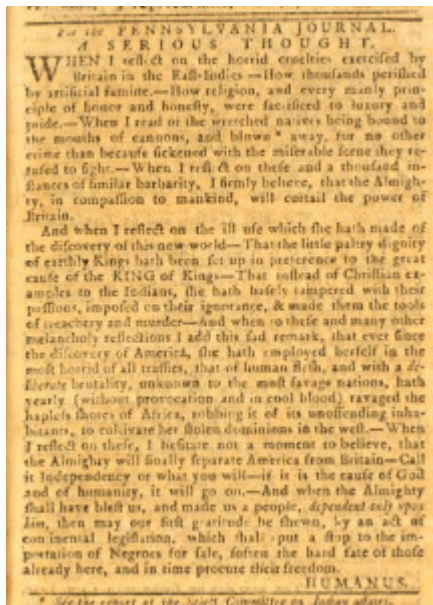 For the PENNSYLVANIA JOURNAL.
A SERIOUS THOUGHT.
WHEN I reflect on the horrid cruelties exercised by
Britain in the East-Indies—How thousands perished
by artificial famine.—How religion, and every manly prin-
ciple of honor and honesty, were sacrificed to luxury and
pride.—When I read of the wretched natives being bound to
the mouths of cannons, and blown * away, for no other
crime than because sickened with the miserable scene they re-
fused to fight.—When I reflect on these and a thousand in-
stances of similar barbarity, I firmly believe, that the Almigh-
ty, in compassion to mankind, will curtail the power of
Britain.
And when I reflect on the ill use which she hath made of
the discovery of this new world—That the little paltry dignity
of earthly Kings hath been set up in preference to the great
cause of the KING of Kings—That instead of Christian ex-
amples to the Indians, she hath basely tampered with their
passions, imposed on their ignorance, & made them the tools
of treachery and murder—And when to these and many other
melancholy reflections I add this sad remark, that ever since
the discovery of America, she hath employed herself in the
most horrid of all traffics, that of human flesh, and with a de-
liberate brutality, unknown to the most savage nations, hath
yearly (without provocation and in cool blood) ravaged the
hapless shores of Africa, robbing it of its unoffending inha-
bitants, to cultivate her stolen dominions in the west.—When
I reflect on these, I hesitate not a moment to believe, that
the Almighty will finally separate America from Britain—Call
it Independency or what you will—if it is the cause of God
and of humanity, it will go on.—And when the Almighty
shall have blest us, and made us a people, dependent only upon
him, then may our first gratitude be shewn, by an act of
continental legislation, which shall put a stop to the im-
portation of Negroes for sale, soften the hard fate of those
already here, and in time procure their freedom.
HUMANUS.
* See the report of the Select Committee on Indian affairs.